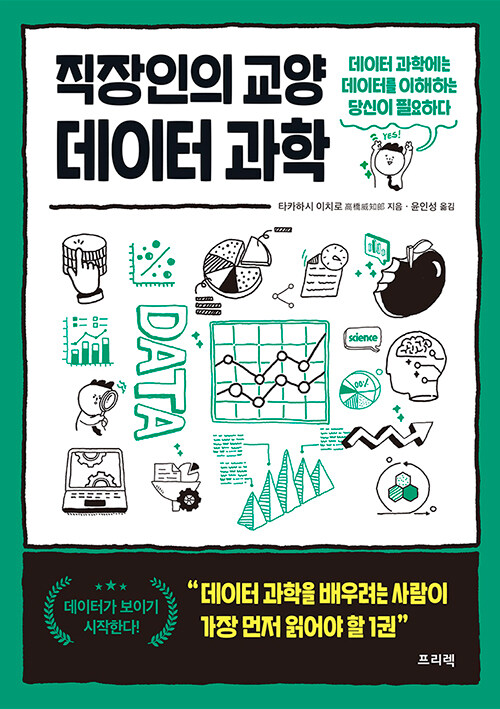 직장인의 교양
데이터 과학
데이터 과학에는
데이터를 이해하는
당신이 필요하다
YES!
타카하시 이치로 高橋威知郎 지음 · 윤인성 옮김
DATA
science
00%
데이터가 보이기
시작한다!
“데이터 과학을 배우려는 사람이
가장 먼저 읽어야 할 1권”
프리렉